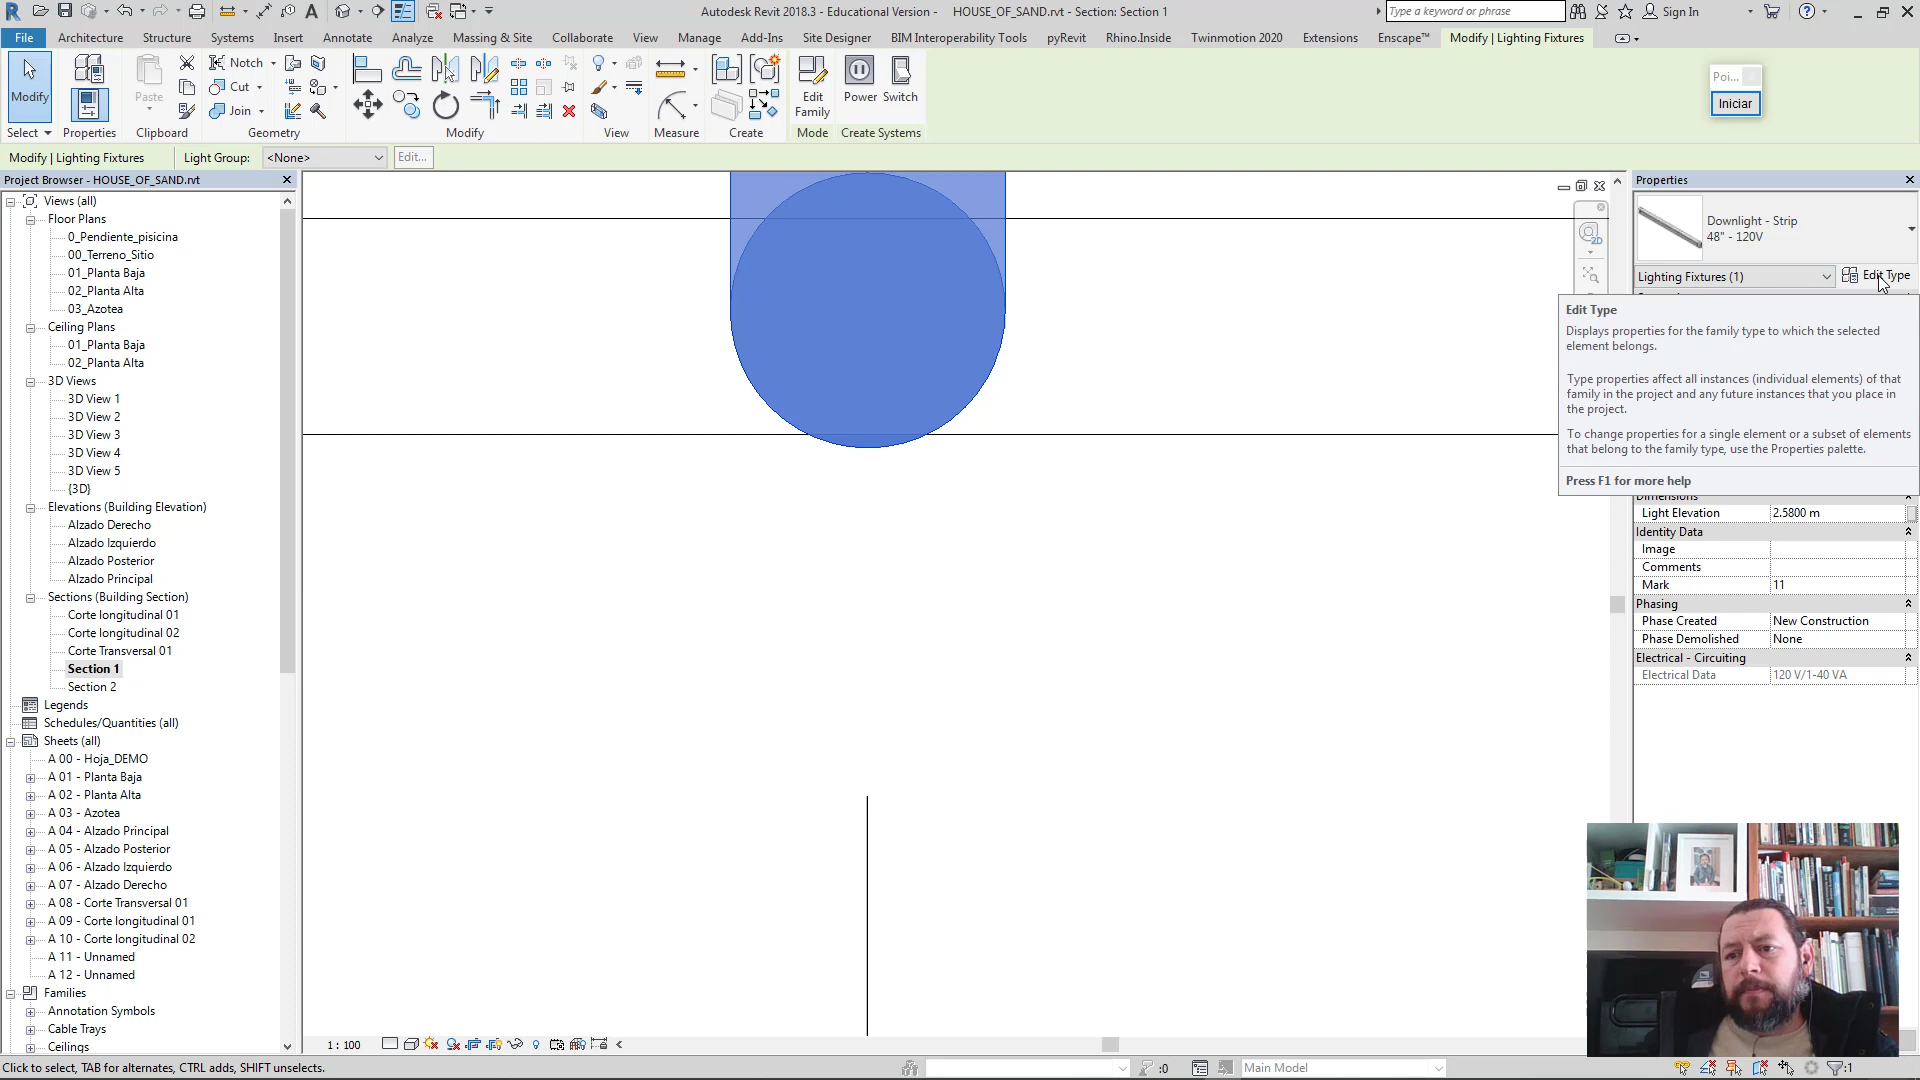 Autodesk Revit 2018.3 - Educational Version -    HOUSE_OF_SAND.rvt - Section: Section 1
Type a keyword or phrase
Sign In
File Architecture Structure Systems Insert Annotate Analyze Massing & Site Collaborate View Manage Add-Ins Site Designer BIM Interoperability Tools pyRevit Rhino.Inside Twinmotion 2020 Extensions Enscape™ Modify | Lighting Fixtures
Modify
Paste
Notch
Cut
Join
Edit
Family
Power
Switch
Select Properties Clipboard Geometry Modify View Measure Create Mode Create Systems
Poi...
Iniciar
Modify | Lighting Fixtures
Light Group: <None> Edit...
Project Browser - HOUSE_OF_SAND.rvt
Views (all)
Floor Plans
0_Pendiente_pisicina
00_Terreno_Sitio
01_Planta Baja
02_Planta Alta
03_Azotea
Ceiling Plans
01_Planta Baja
02_Planta Alta
3D Views
3D View 1
3D View 2
3D View 3
3D View 4
3D View 5
{3D}
Elevations (Building Elevation)
Alzado Derecho
Alzado Izquierdo
Alzado Posterior
Alzado Principal
Sections (Building Section)
Corte longitudinal 01
Corte longitudinal 02
Corte Transversal 01
Section 1
Section 2
Legends
Schedules/Quantities (all)
Sheets (all)
A 00 - Hoja_DEMO
A 01 - Planta Baja
A 02 - Planta Alta
A 03 - Azotea
A 04 - Alzado Principal
A 05 - Alzado Posterior
A 06 - Alzado Izquierdo
A 07 - Alzado Derecho
A 08 - Corte Transversal 01
A 09 - Corte longitudinal 01
A 10 - Corte longitudinal 02
A 11 - Unnamed
A 12 - Unnamed
Families
Annotation Symbols
Cable Trays
Ceilings
2D
Properties
Downlight - Strip
48" - 120V
Lighting Fixtures (1)
Edit Type
Edit Type
Displays properties for the family type to which the selected
element belongs.
Type properties affect all instances (individual elements) of that
family in the project and any future instances that you place in
the project.
To change properties for a single element or a subset of elements
that belong to the family type, use the Properties palette.
Press F1 for more help
Dimensions
Light Elevation 2.5800 m
Identity Data
Image
Comments
Mark 11
Phasing
Phase Created New Construction
Phase Demolished None
Electrical - Circuiting
Electrical Data 120 V/1-40 VA
1 : 100
Click to select, TAB for alternates, CTRL adds, SHIFT unselects.
:0
Main Model
:1